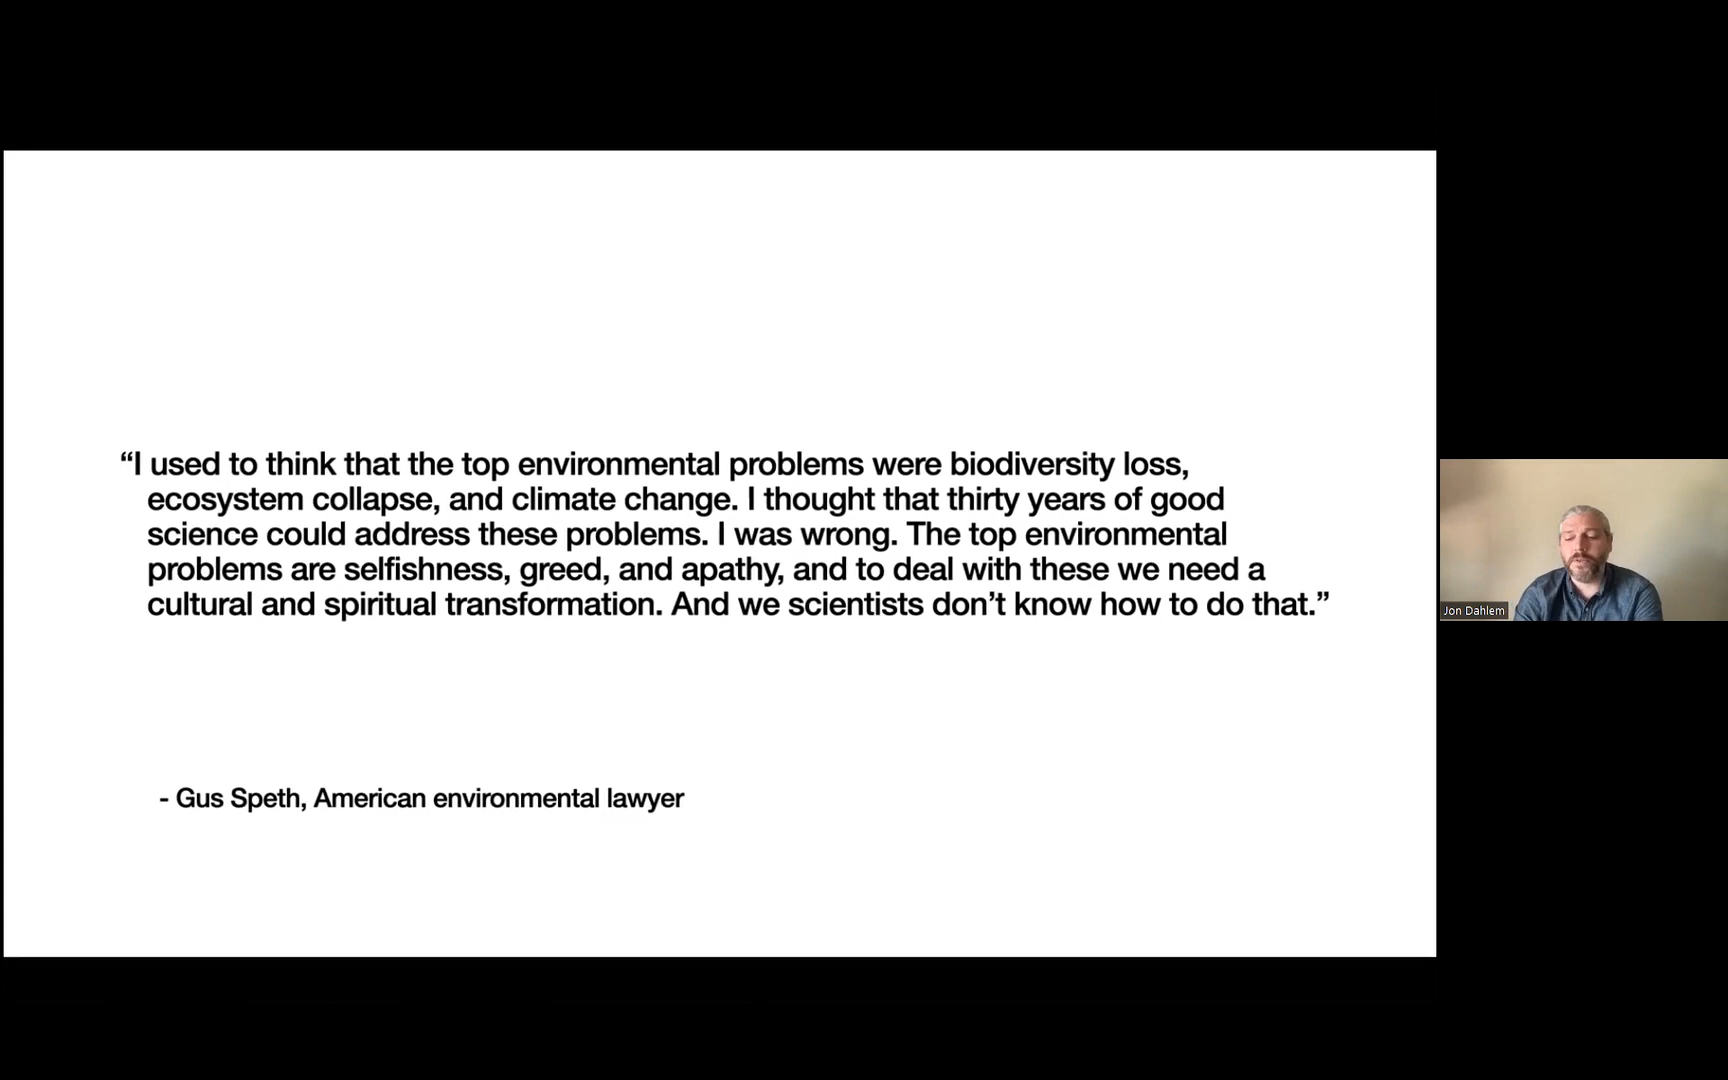 “I used to think that the top environmental problems were biodiversity loss,
ecosystem collapse, and climate change. I thought that thirty years of good
science could address these problems. I was wrong. The top environmental
problems are selfishness, greed, and apathy, and to deal with these we need a
cultural and spiritual transformation. And we scientists don’t know how to do that.”
- Gus Speth, American environmental lawyer
Jon Dahlem